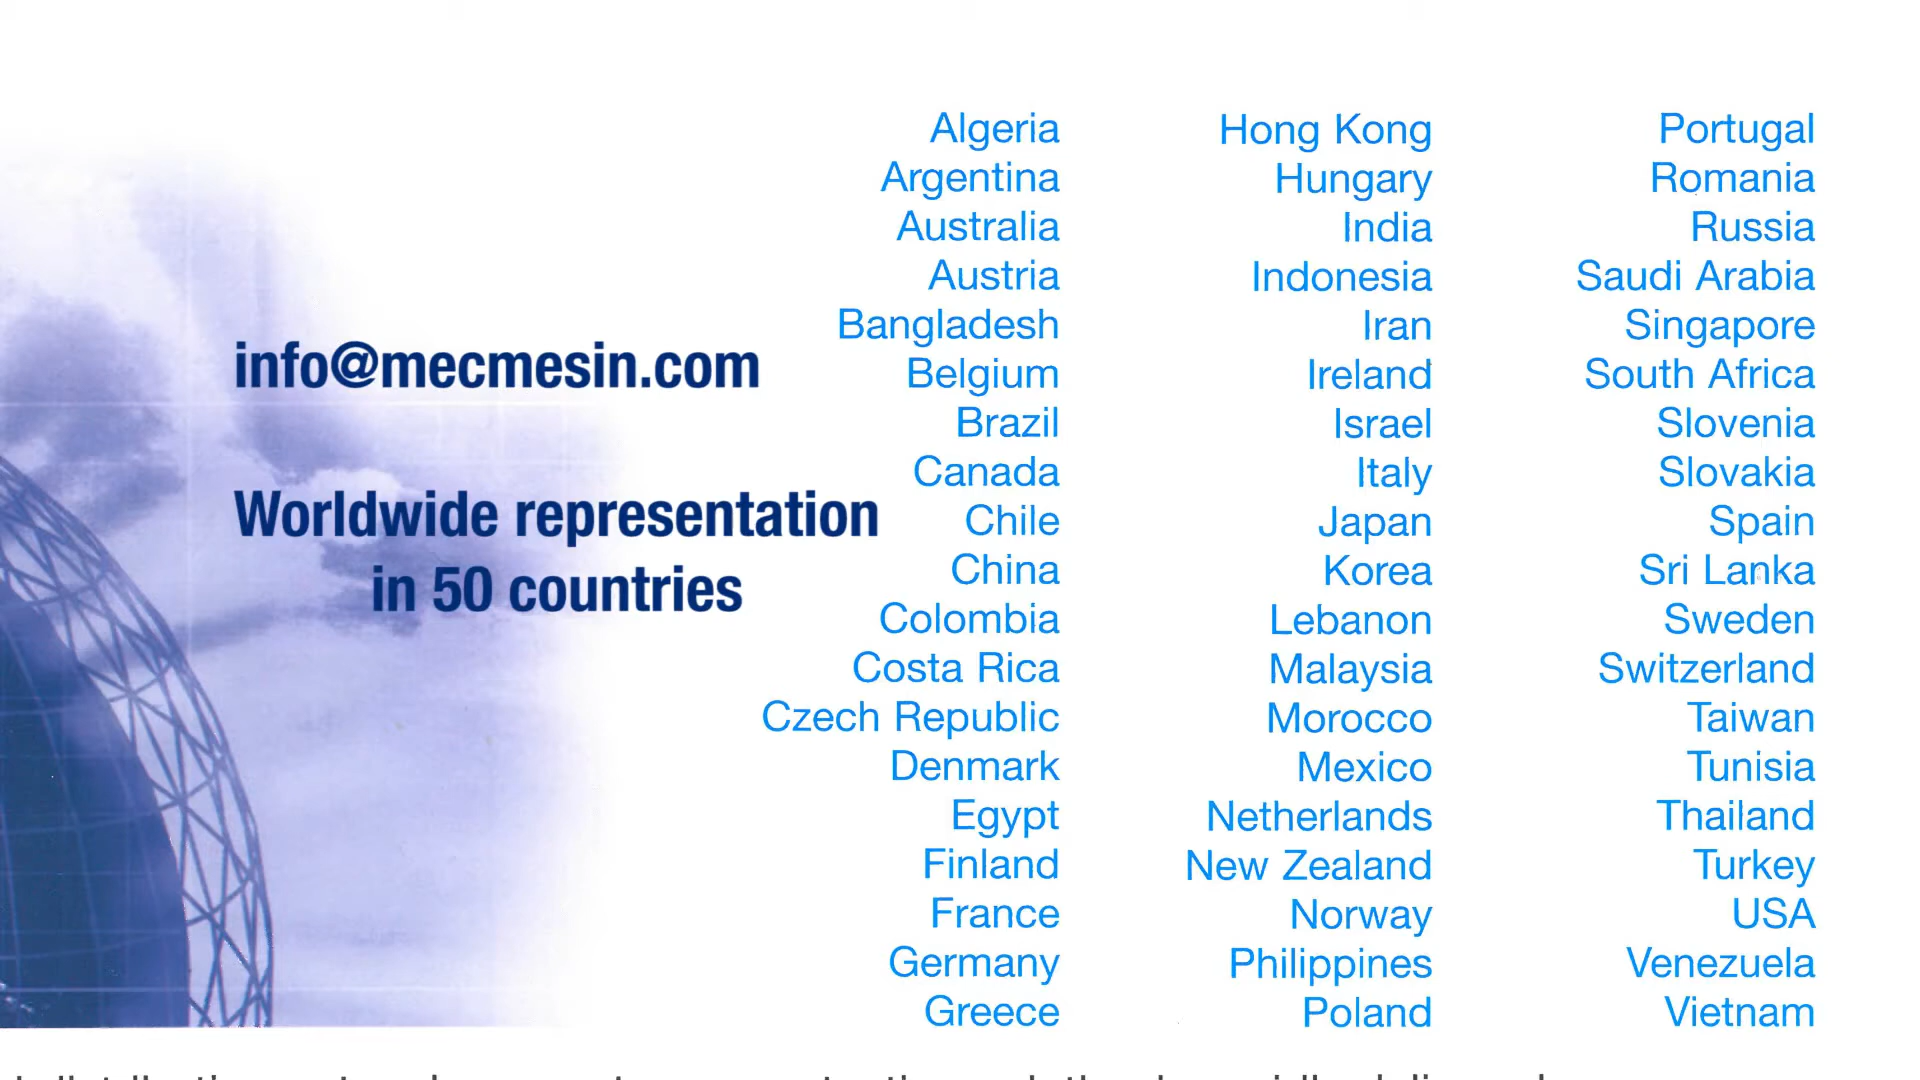 info@mecmesin.com
Worldwide representation
in 50 countries
Algeria
Argentina
Australia
Austria
Bangladesh
Belgium
Brazil
Canada
Chile
China
Colombia
Costa Rica
Czech Republic
Denmark
Egypt
Finland
France
Germany
Greece
Hong Kong
Hungary
India
Indonesia
Iran
Ireland
Israel
Italy
Japan
Korea
Lebanon
Malaysia
Morocco
Mexico
Netherlands
New Zealand
Norway
Philippines
Poland
Portugal
Romania
Russia
Saudi Arabia
Singapore
South Africa
Slovenia
Slovakia
Spain
Sri Lanka
Sweden
Switzerland
Taiwan
Tunisia
Thailand
Turkey
USA
Venezuela
Vietnam